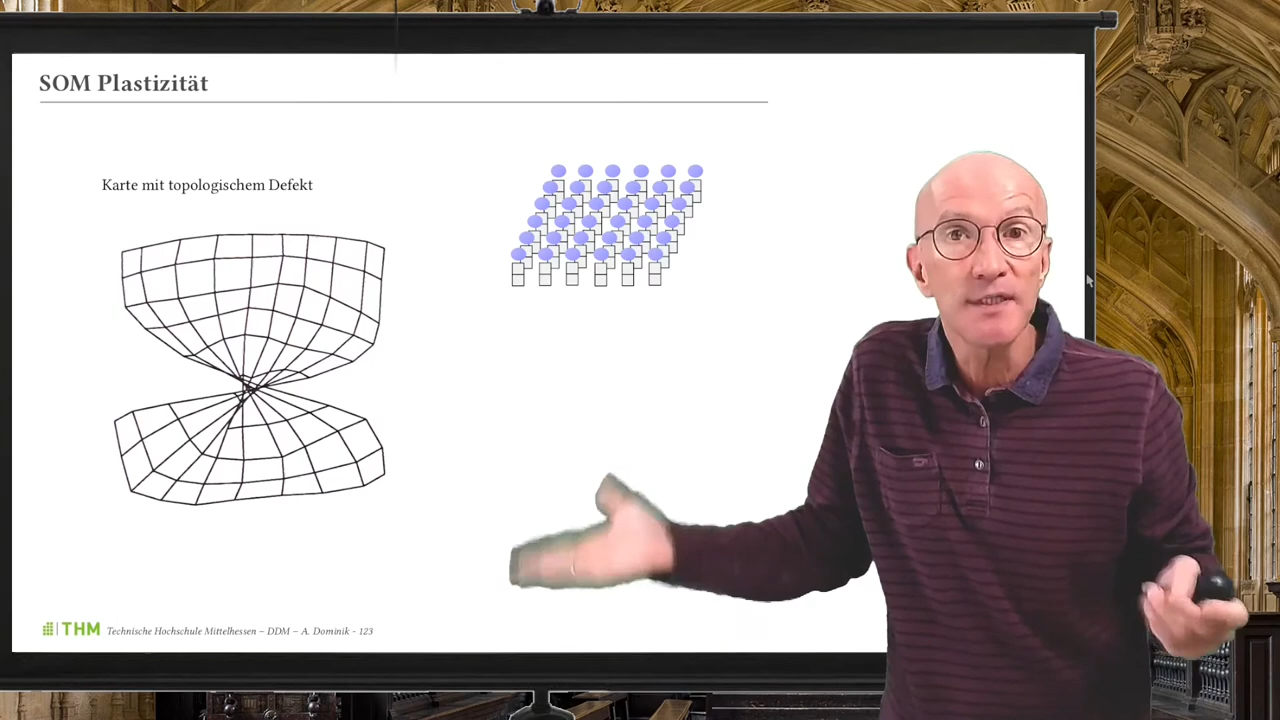 SOM Plastizität
Karte mit topologischem Defekt
THM Technische Hochschule Mittelhessen – DDM – A. Dominik - 123